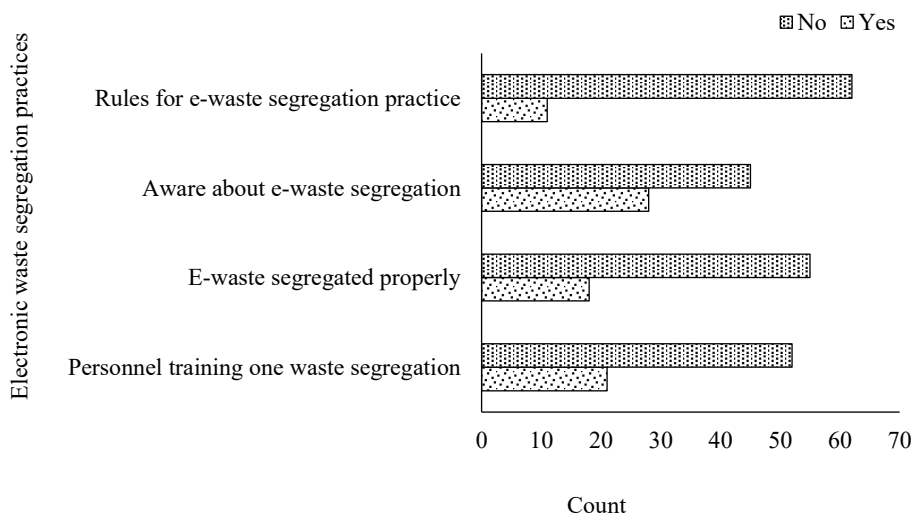 No Yes
Electronic waste segregation practices
Rules for e-waste segregation practice
Aware about e-waste segregation
E-waste segregated properly
Personnel training one waste segregation
0 10 20 30 40 50 60 70
Count